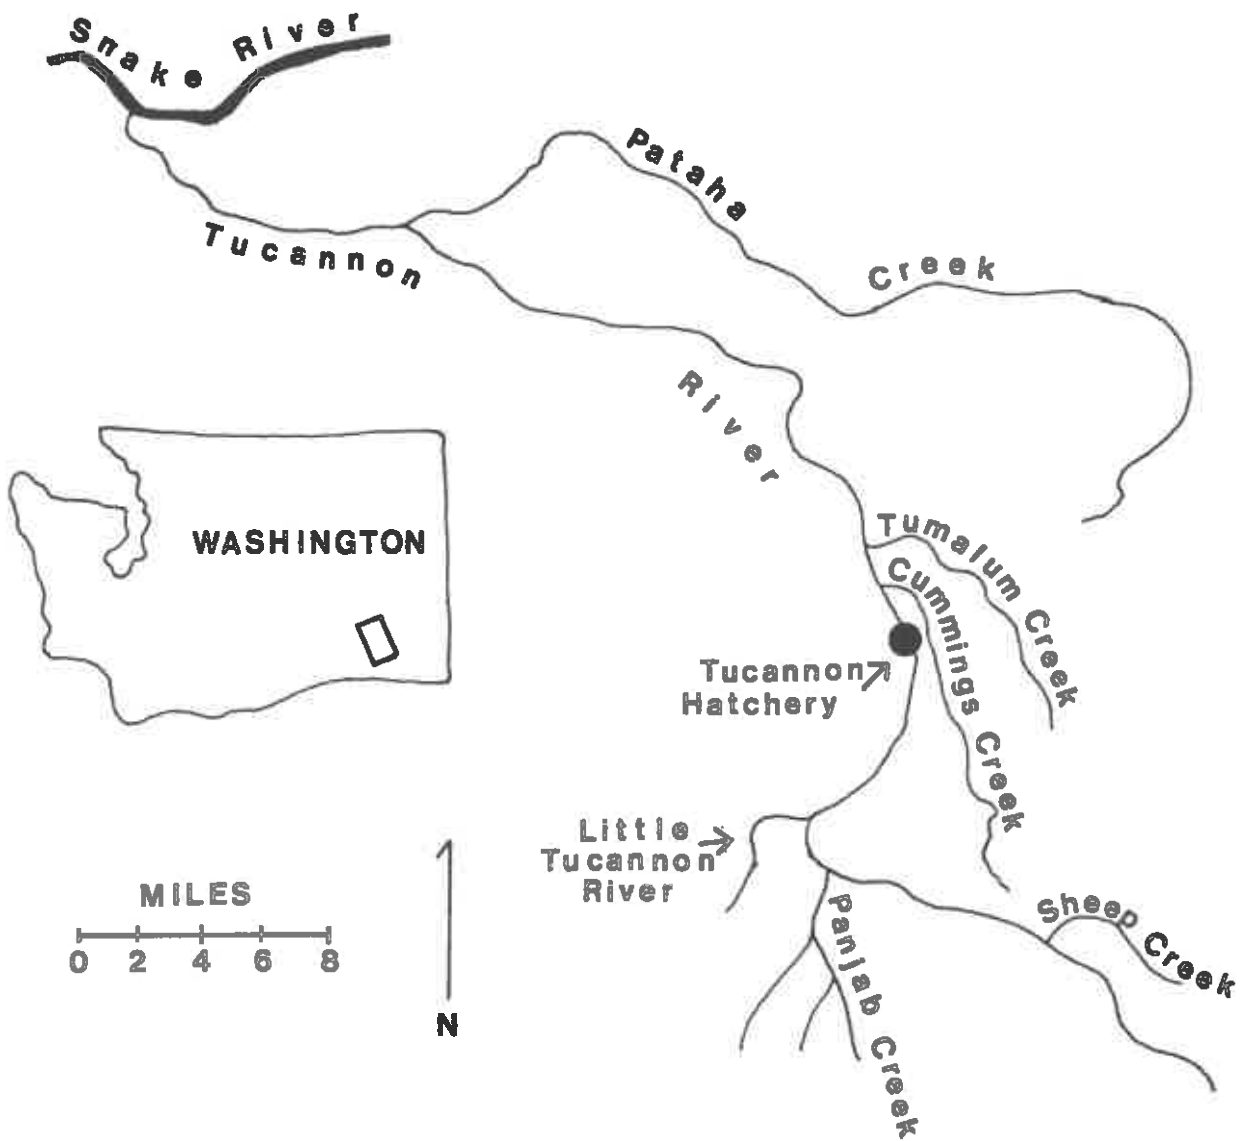 Snake River
Pataha Creek
Tucannon River
WASHINGTON
Tumalum Creek
Cummings Creek
Tucannon
Hatchery
Little
Tucannon
River
MILES
0 2 4 6 8
N
Sheep Creek
Panjab Creek